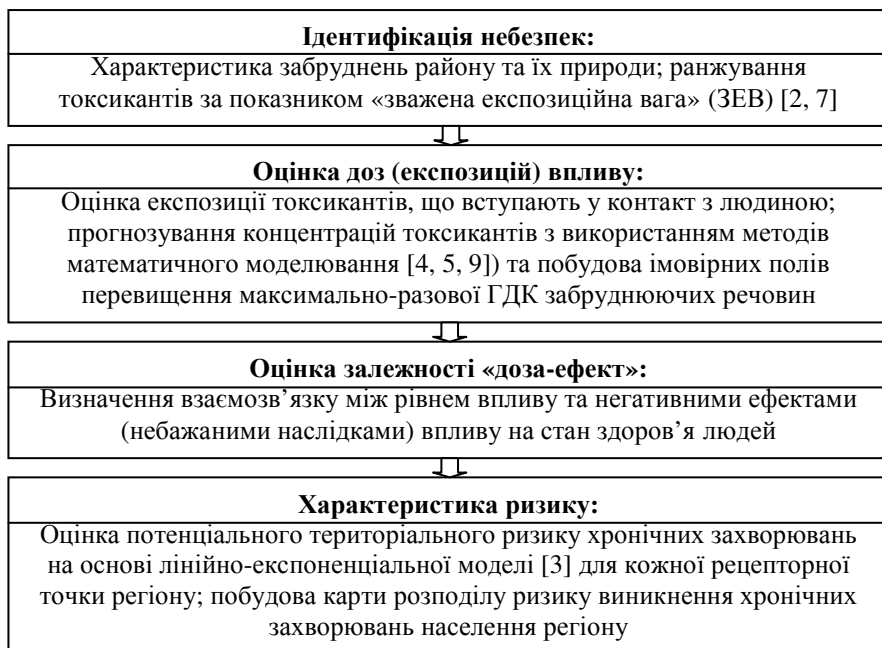 Ідентифікація небезпек:
Характеристика забруднень району та їх природи; ранжування
токсикантів за показником «зважена експозиційна вага» (ЗЕВ) [2, 7]
Оцінка доз (експозицій) впливу:
Оцінка експозиції токсикантів, що вступають у контакт з людиною;
прогнозування концентрацій токсикантів з використанням методів
математичного моделювання [4, 5, 9]) та побудова імовірних полів
перевищення максимально-разової ГДК забруднюючих речовин
Оцінка залежності «доза-ефект»:
Визначення взаємозв’язку між рівнем впливу та негативними ефектами
(небажаними наслідками) впливу на стан здоров’я людей
Характеристика ризику:
Оцінка потенціального територіального ризику хронічних захворювань
на основі лінійно-експоненціальної моделі [3] для кожної рецепторної
точки регіону; побудова карти розподілу ризику виникнення хронічних
захворювань населення регіону